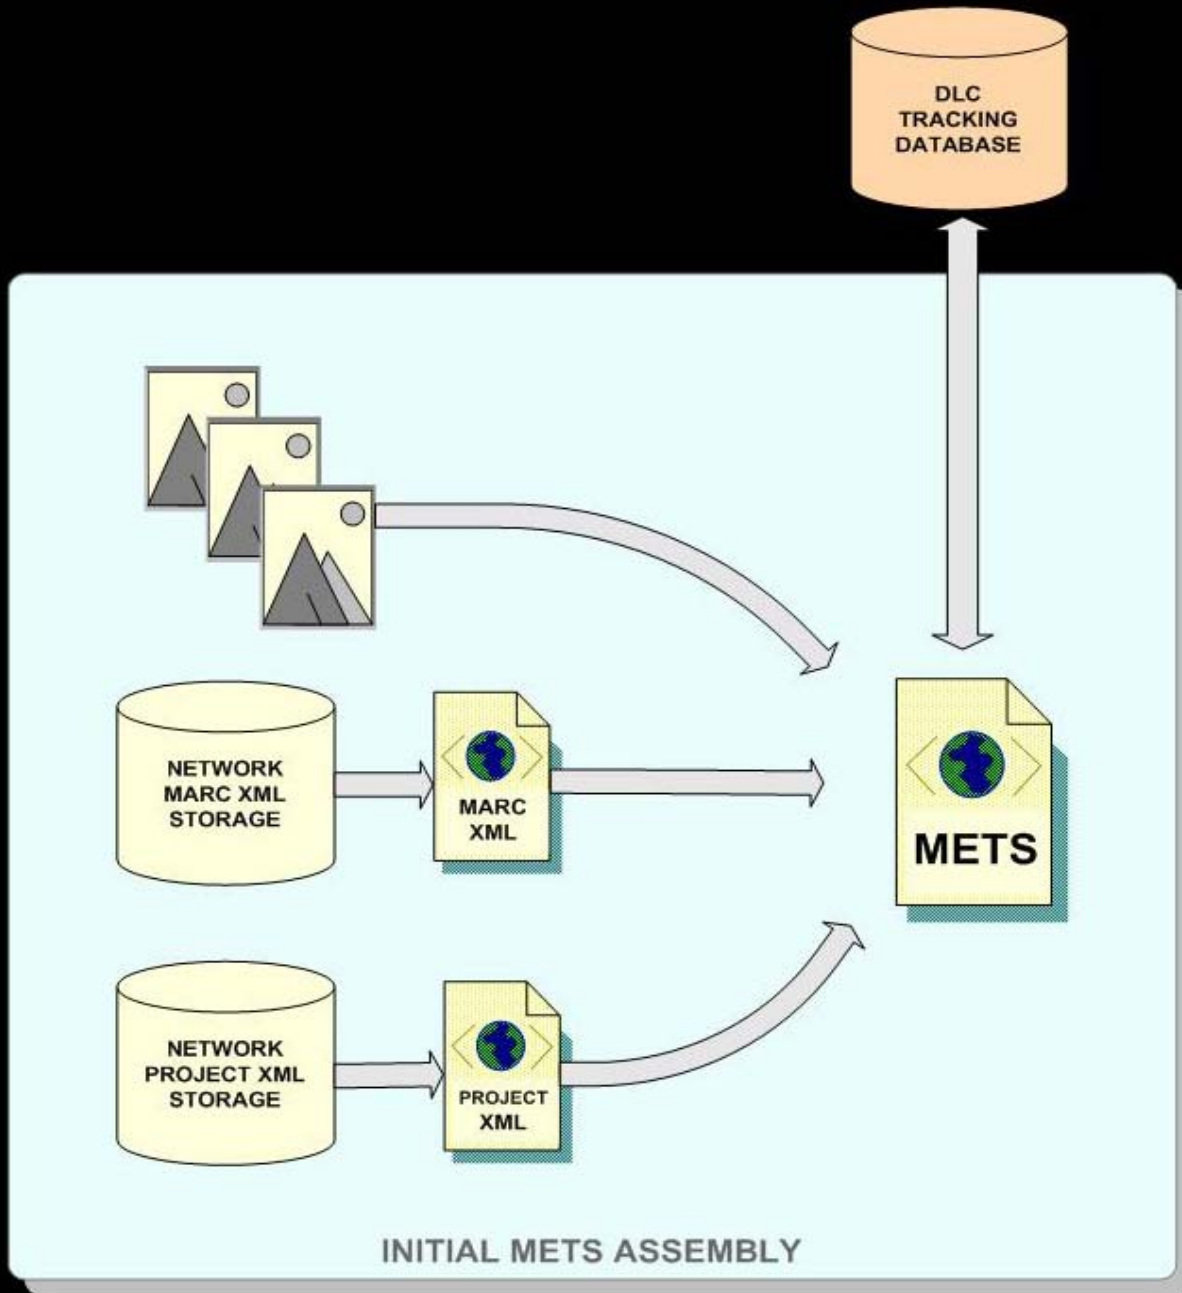 DLC
TRACKING
DATABASE
NETWORK
MARC XML
STORAGE
MARC
XML
METS
NETWORK
PROJECT XML
STORAGE
PROJECT
XML
INITIAL METS ASSEMBLY